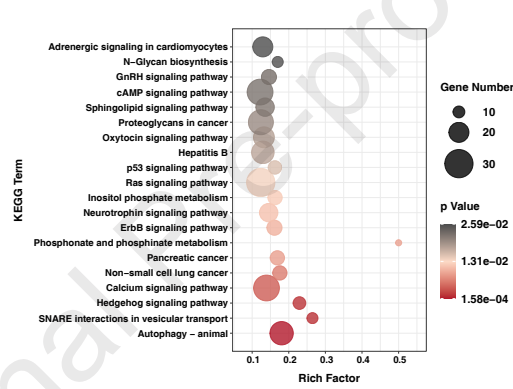 Adrenergic signaling in cardiomyocytes
N−Glycan biosynthesis
GnRH signaling pathway
cAMP signaling pathway
Sphingolipid signaling pathway
Proteoglycans in cancer
Oxytocin signaling pathway
Hepatitis B
p53 signaling pathway
Ras signaling pathway
Inositol phosphate metabolism
Neurotrophin signaling pathway
ErbB signaling pathway
Phosphonate and phosphinate metabolism
Pancreatic cancer
Non−small cell lung cancer
Calcium signaling pathway
Hedgehog signaling pathway
SNARE interactions in vesicular transport
Autophagy − animal
KEGG Term
0.1 0.2 0.3 0.4 0.5
Rich Factor
Gene Number
10
20
30
p Value
2.59e−02
1.31e−02
1.58e−04